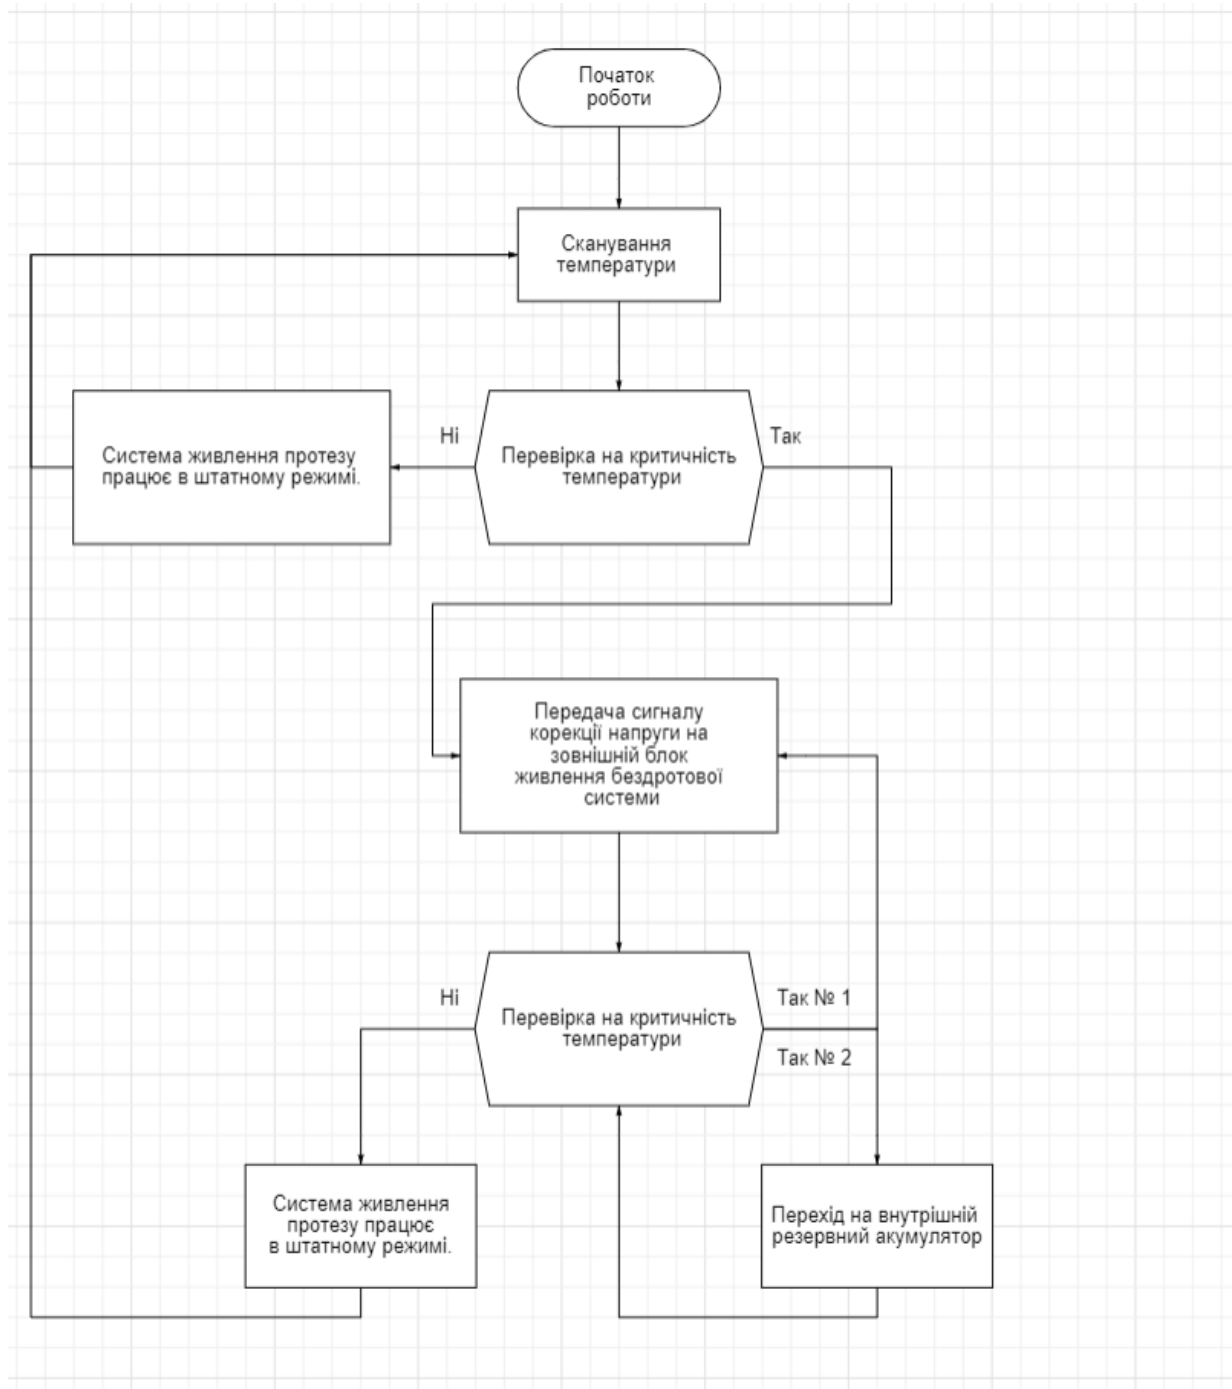 Початок
роботи
Сканування
температури
Ні
Так
Система живлення протезу
працює в штатному режимі.
Перевірка на критичність
температури
Передача сигналу
корекції напруги на
зовнішній блок
живлення бездротової
системи
Ні
Так № 1
Перевірка на критичність
температури
Так № 2
Система живлення
протезу працює
в штатному режимі.
Перехід на внутрішній
резервний акумулятор